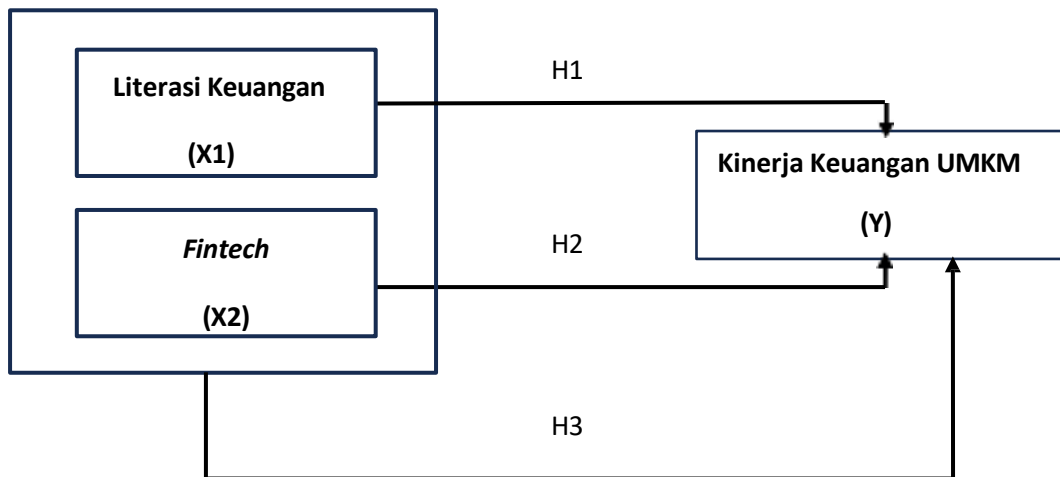 H1
Literasi Keuangan
(X1)
Kinerja Keuangan UMKM
(Y)
Fintech
(X2)
H2
H3